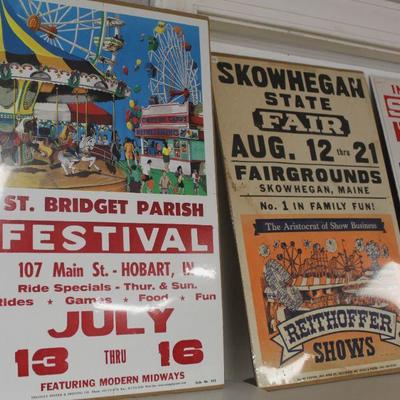 ST. BRIDGET PARISH
FESTIVAL
107 Main St. - HOBART, IN
Ride Specials - Thur. & Sun.
Rides • Games • Food • Fun
JULY
13 THRU 16
FEATURING MODERN MIDWAYS
SKOWHEGAN
STATE
FAIR
AUG. 12 thru 21
FAIRGROUNDS
SKOWHEGAN, MAINE
No. 1 IN FAMILY FUN!
The Aristocrat of Show Business
REITHOFFER
SHOWS